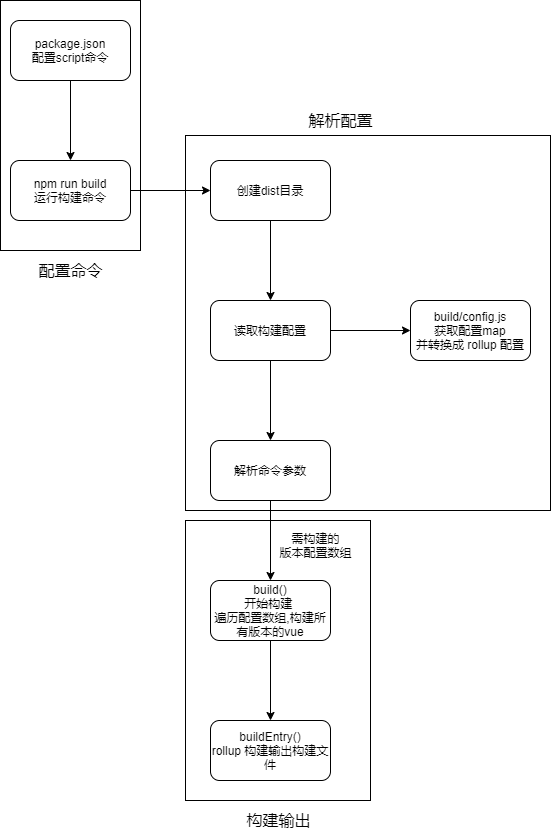 package.json
配置script命令
npm run build
运行构建命令
配置命令
解析配置
创建dist目录
读取构建配置
build/config.js
获取配置map
并转换成 rollup 配置
解析命令参数
需构建的
版本配置数组
build()
开始构建
遍历配置数组,构建所
有版本的vue
buildEntry()
rollup 构建输出构建文
件
构建输出